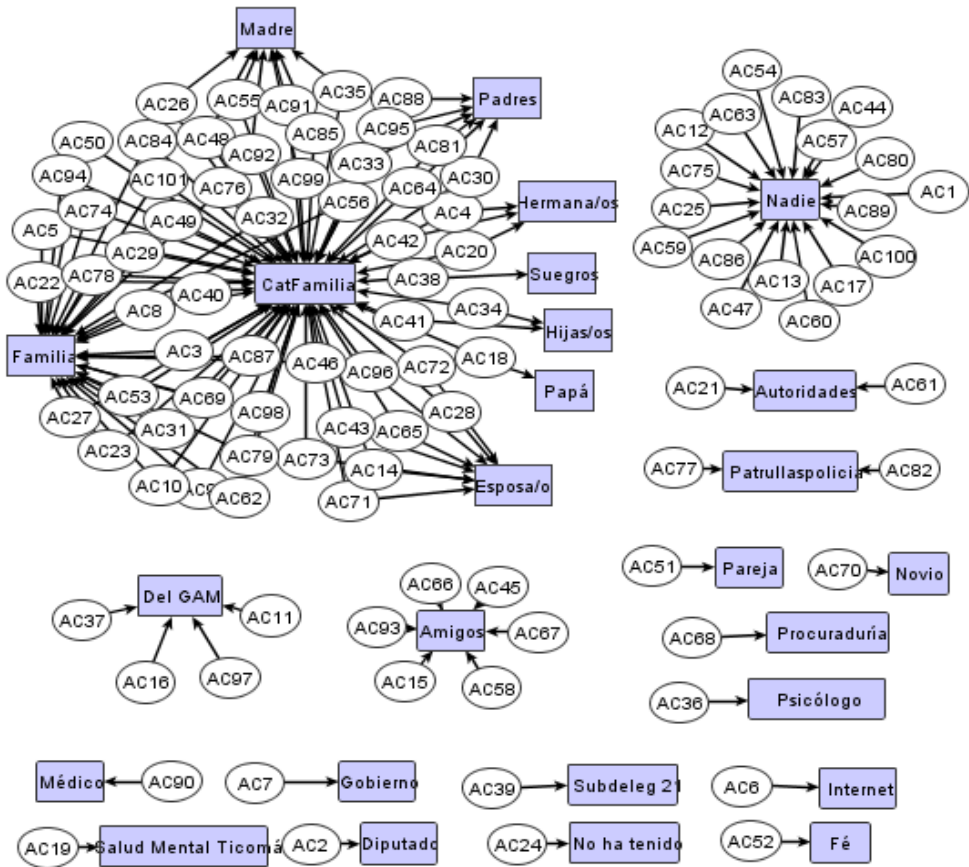 Madre
AC54
AC26
AC55
AC91
AC35
AC88
Padres
AC63
AC83
AC44
AC50
AC84
AC48
AC85
AC95
AC12
AC57
AC94
AC101
AC92
AC33
AC81
AC75
AC80
AC76
AC99
AC64
AC30
AC1
AC5
AC74
AC49
AC32
AC56
AC4
Hermana/os
AC25
Nadie
AC89
AC29
AC42
AC20
AC59
AC22
AC78
AC40
CatFamilia
AC38
Suegros
AC86
AC13
AC17
AC100
AC8
AC41
AC34
Hijas/os
AC47
AC60
Familia
AC3
AC87
AC46
AC96
AC72
AC18
Papá
AC21
Autoridades
AC61
AC27
AC53
AC69
AC98
AC28
AC23
AC31
AC43
AC65
AC79
AC73
AC14
AC77
Patrullaspolicia
AC82
AC10
AC9
AC62
AC71
Esposa/o
AC51
Pareja
AC70
Novio
Del GAM
AC66
AC45
AC37
AC11
AC93
Amigos
AC67
AC68
Procuraduría
AC16
AC97
AC15
AC58
AC36
Psicólogo
Médico
AC90
AC7
Gobierno
AC39
Subdeleg 21
AC6
Internet
AC19
Salud Mental Ticomá
AC2
Diputado
AC24
No ha tenido
AC52
Fé